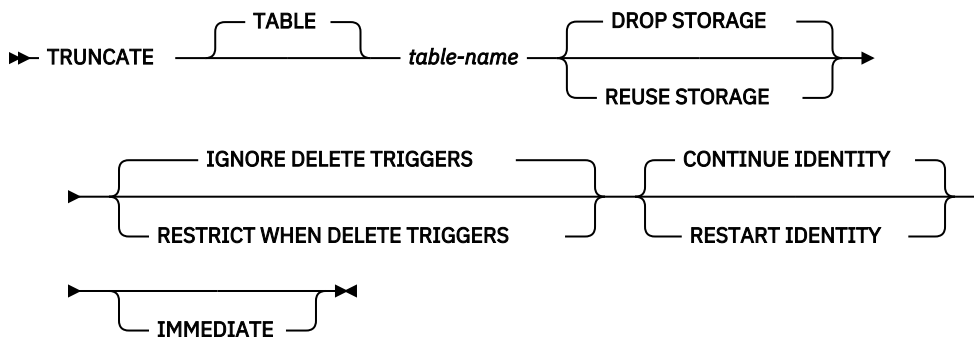 TABLE
DROP STORAGE
TRUNCATE table-name
REUSE STORAGE
IGNORE DELETE TRIGGERS CONTINUE IDENTITY
RESTRICT WHEN DELETE TRIGGERS RESTART IDENTITY
IMMEDIATE